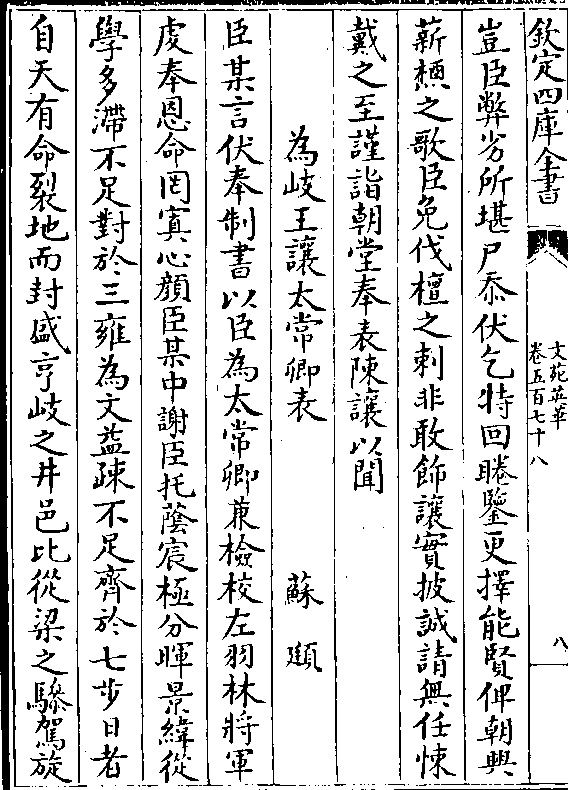 欽定四庫全書
文苑英華
卷五百七十八
八
豈臣弊劣所堪尸忝伏乞特回睠鑒更擇能賢俾朝興
薪槱之歌臣免伐檀之刺非敢飾讓實披誠請無任悚
戴之至謹詣朝堂奉表陳讓以聞
為岐王讓太常卿表 蘇頲
臣某言伏奉制書以臣為太常卿兼檢校左羽林將軍
虔奉恩命罔寘心顔臣某中謝臣托蔭宸極分暉景緯從
學多滯不足對於三雍為文益疎不足齊於七步日者
自天有命裂地而封盛亨岐之井邑比從梁之驂駕旋